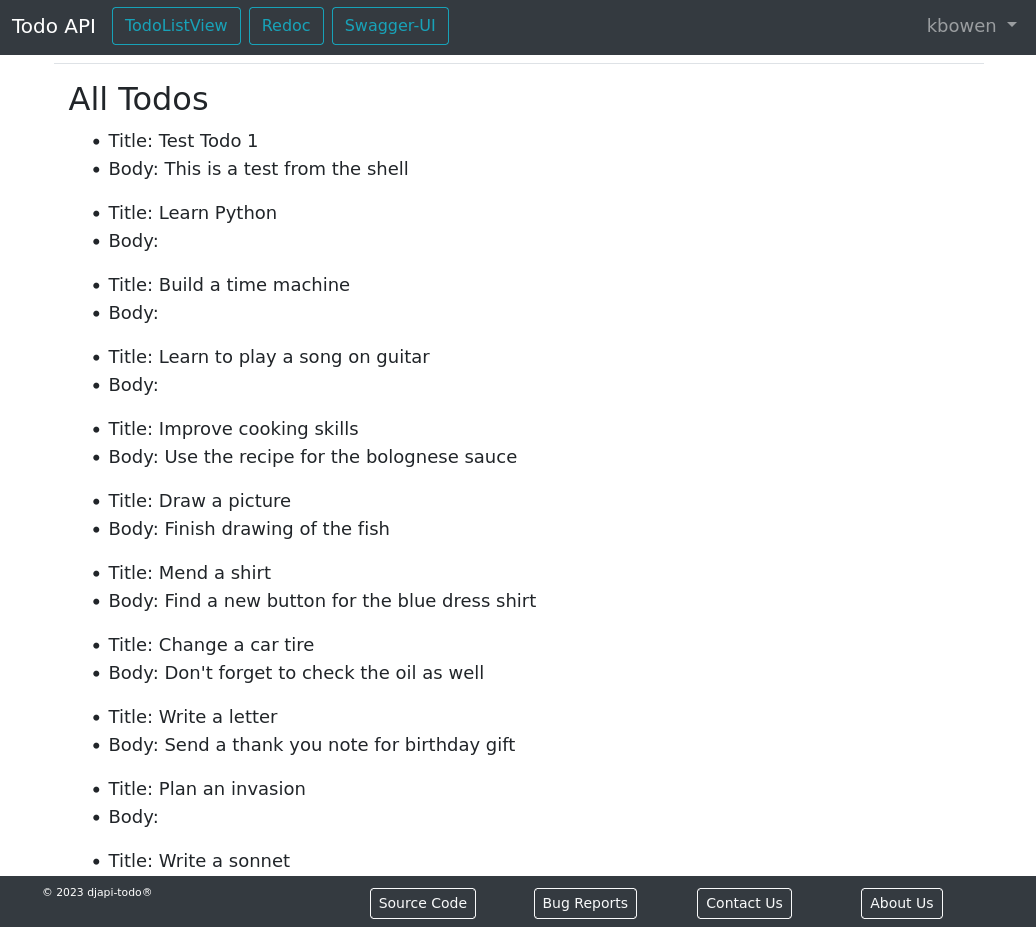 Todo API TodoListView Redoc Swagger-UI kbowen
All Todos
• Title: Test Todo 1
• Body: This is a test from the shell
• Title: Learn Python
• Body:
• Title: Build a time machine
• Body:
• Title: Learn to play a song on guitar
• Body:
• Title: Improve cooking skills
• Body: Use the recipe for the bolognese sauce
• Title: Draw a picture
• Body: Finish drawing of the fish
• Title: Mend a shirt
• Body: Find a new button for the blue dress shirt
• Title: Change a car tire
• Body: Don't forget to check the oil as well
• Title: Write a letter
• Body: Send a thank you note for birthday gift
• Title: Plan an invasion
• Body:
• Title: Write a sonnet
© 2023 djapi-todo® Source Code Bug Reports Contact Us About Us